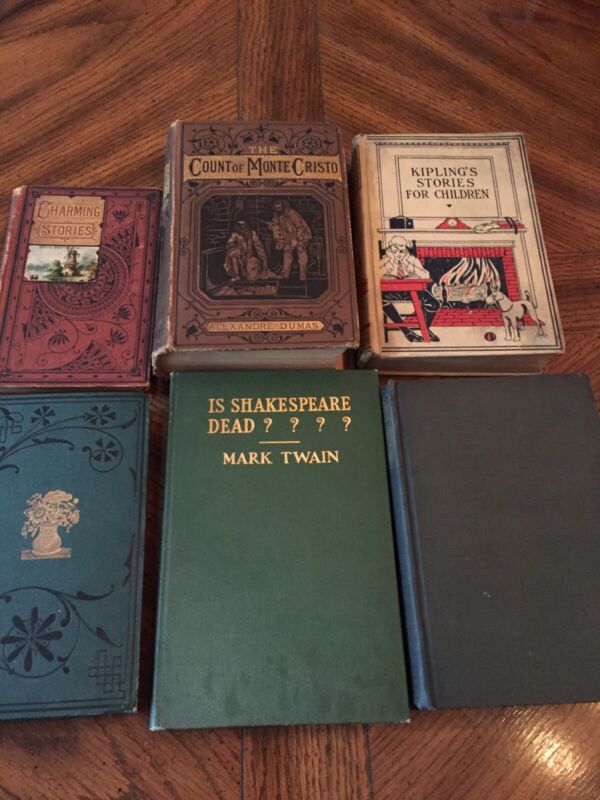 CHARMING
STORIES
THE
COUNT OF MONTE CRISTO
ALEXANDRE DUMAS
KIPLING'S
STORIES
FOR CHILDREN
IS SHAKESPEARE
DEAD ? ? ? ?
MARK TWAIN